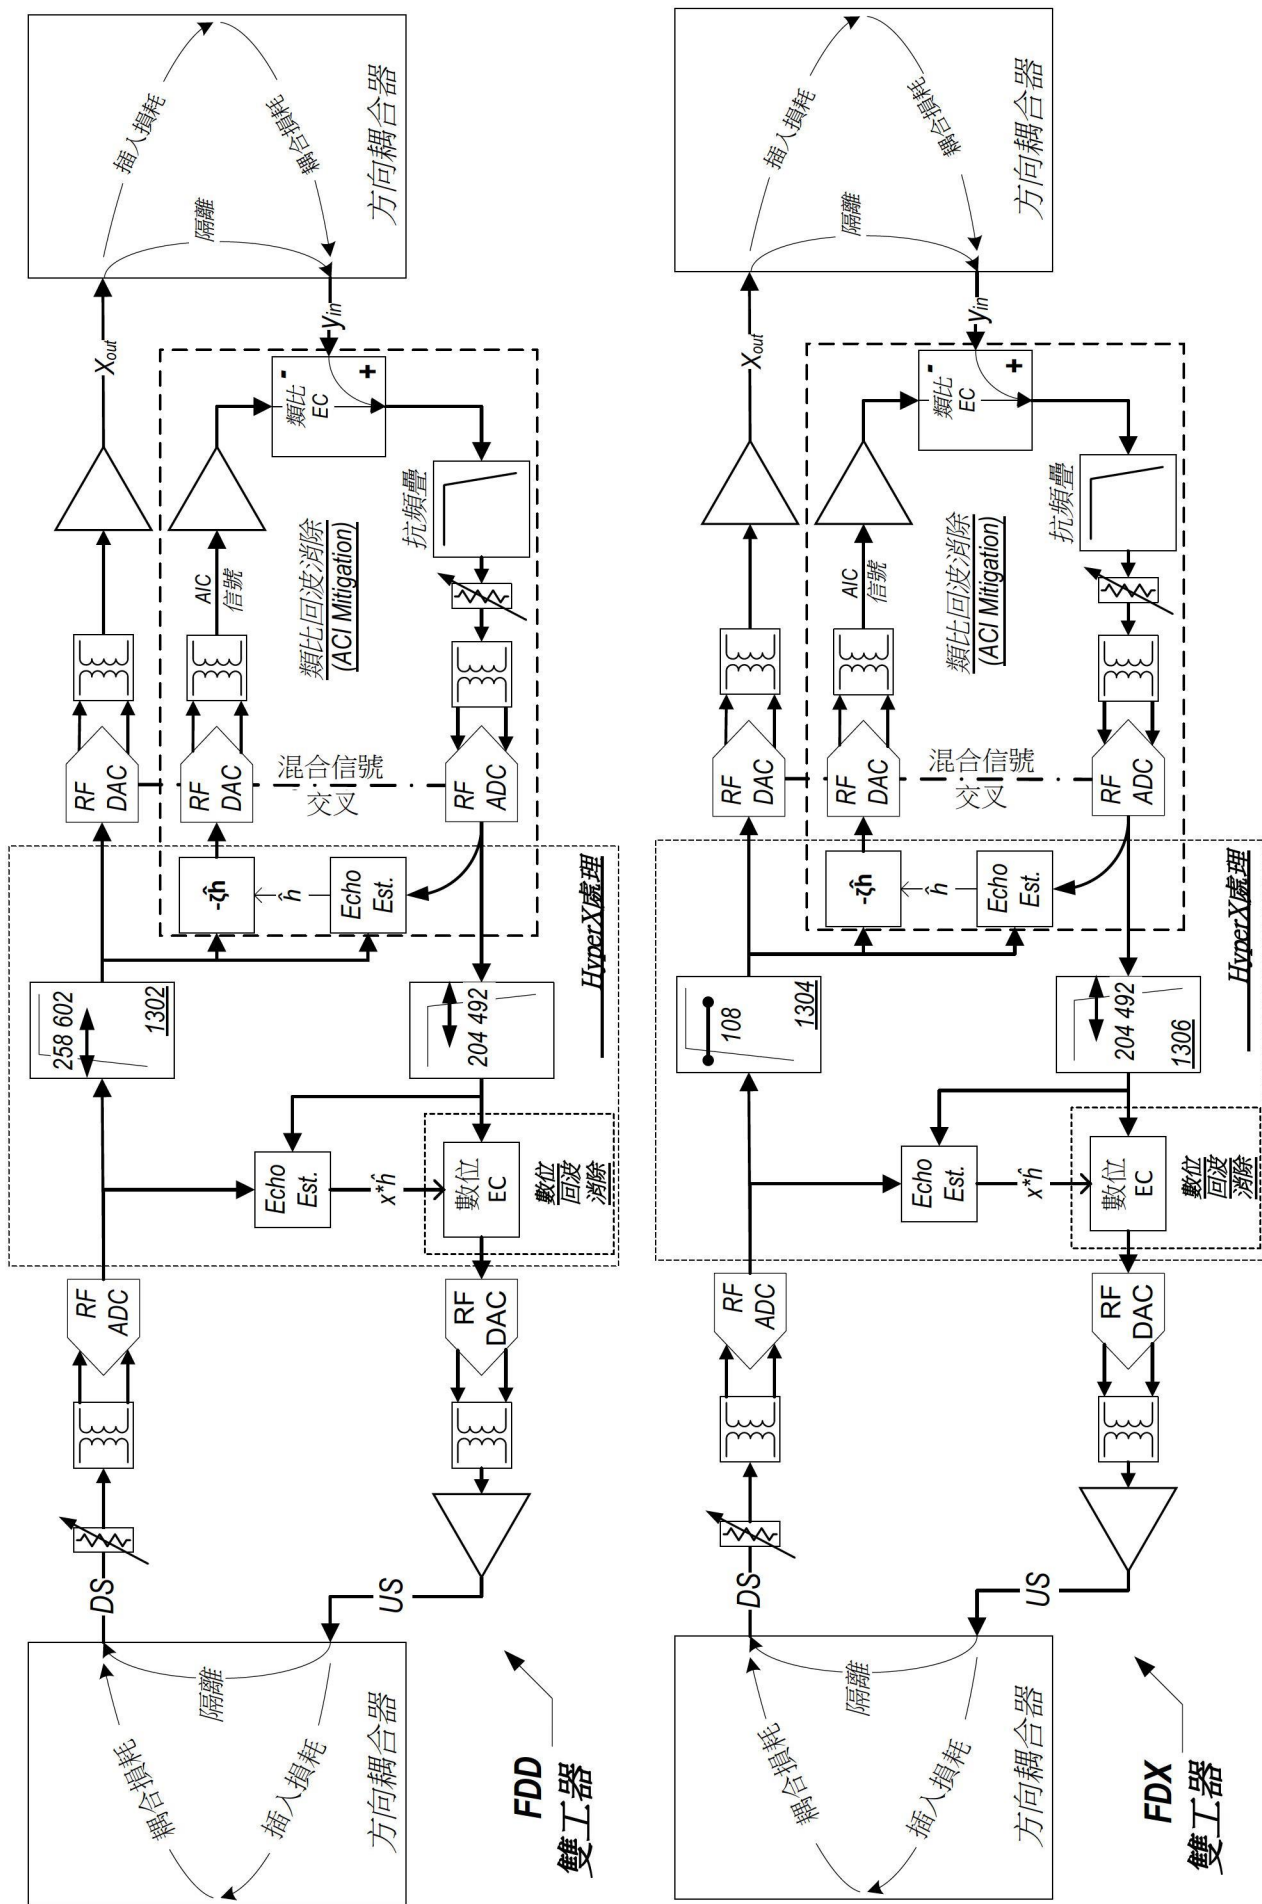 方向耦合器
耦合損耗
隔離
插入損耗
DS
US
RF
ADC
RF
DAC
258 602
1302
204 492
Echo
Est.
x*ĥ
數位
EC
數位
回波
消除
HyperX處理
-ζĥ
ĥ
Echo
Est.
RF
DAC
RF
DAC
RF
ADC
混合信號
交叉
AIC
信號
類比回波消除
(ACI Mitigation)
抗頻疊
類比
EC
-
+
Xout
yin
插入損耗
隔離
耦合損耗
方向耦合器
FDD
雙工器
方向耦合器
耦合損耗
隔離
插入損耗
DS
US
RF
ADC
RF
DAC
108
1304
204 492
1306
Echo
Est.
x*ĥ
數位
EC
數位
回波
消除
HyperX處理
-ζĥ
ĥ
Echo
Est.
RF
DAC
RF
DAC
RF
ADC
混合信號
交叉
AIC
信號
類比回波消除
(ACI Mitigation)
抗頻疊
類比
EC
-
+
Xout
yin
插入損耗
隔離
耦合損耗
方向耦合器
FDX
雙工器